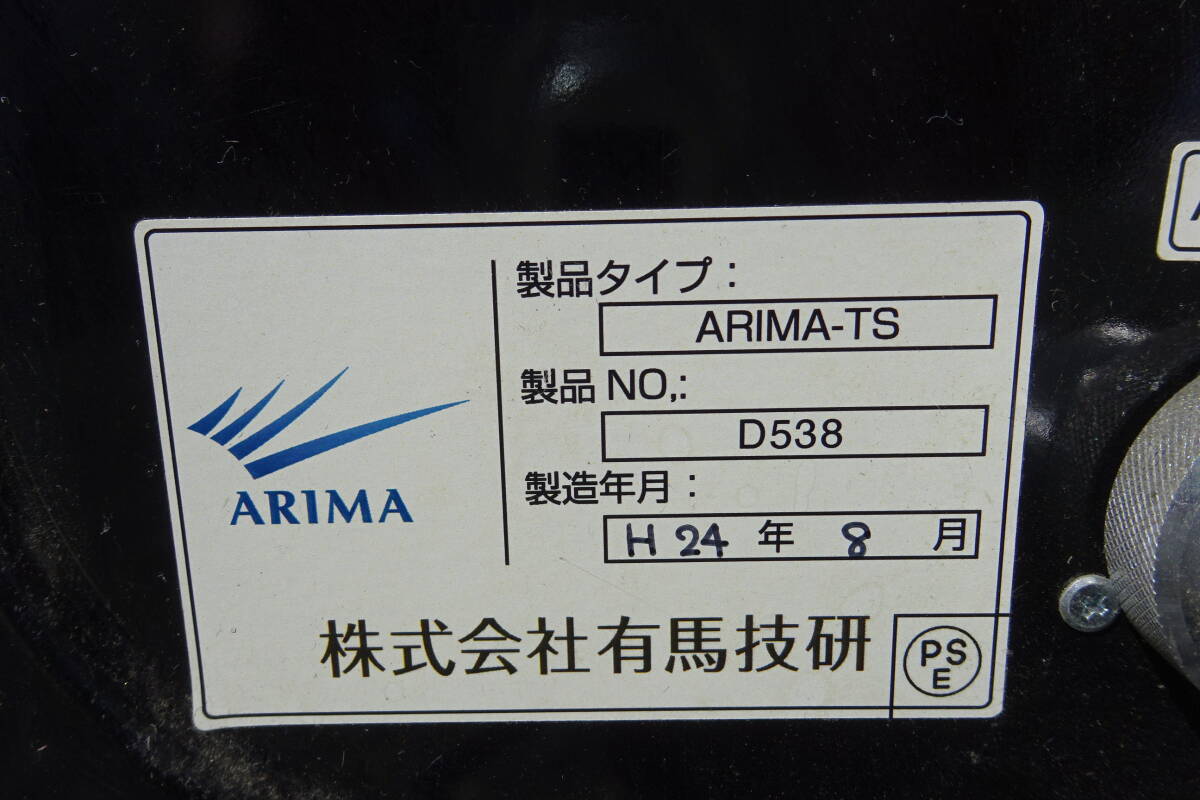 製品タイプ：
ARIMA-TS
製品 NO,:
D538
製造年月：
H 24 年 8 月
ARIMA
株式会社有馬技研
PS
E